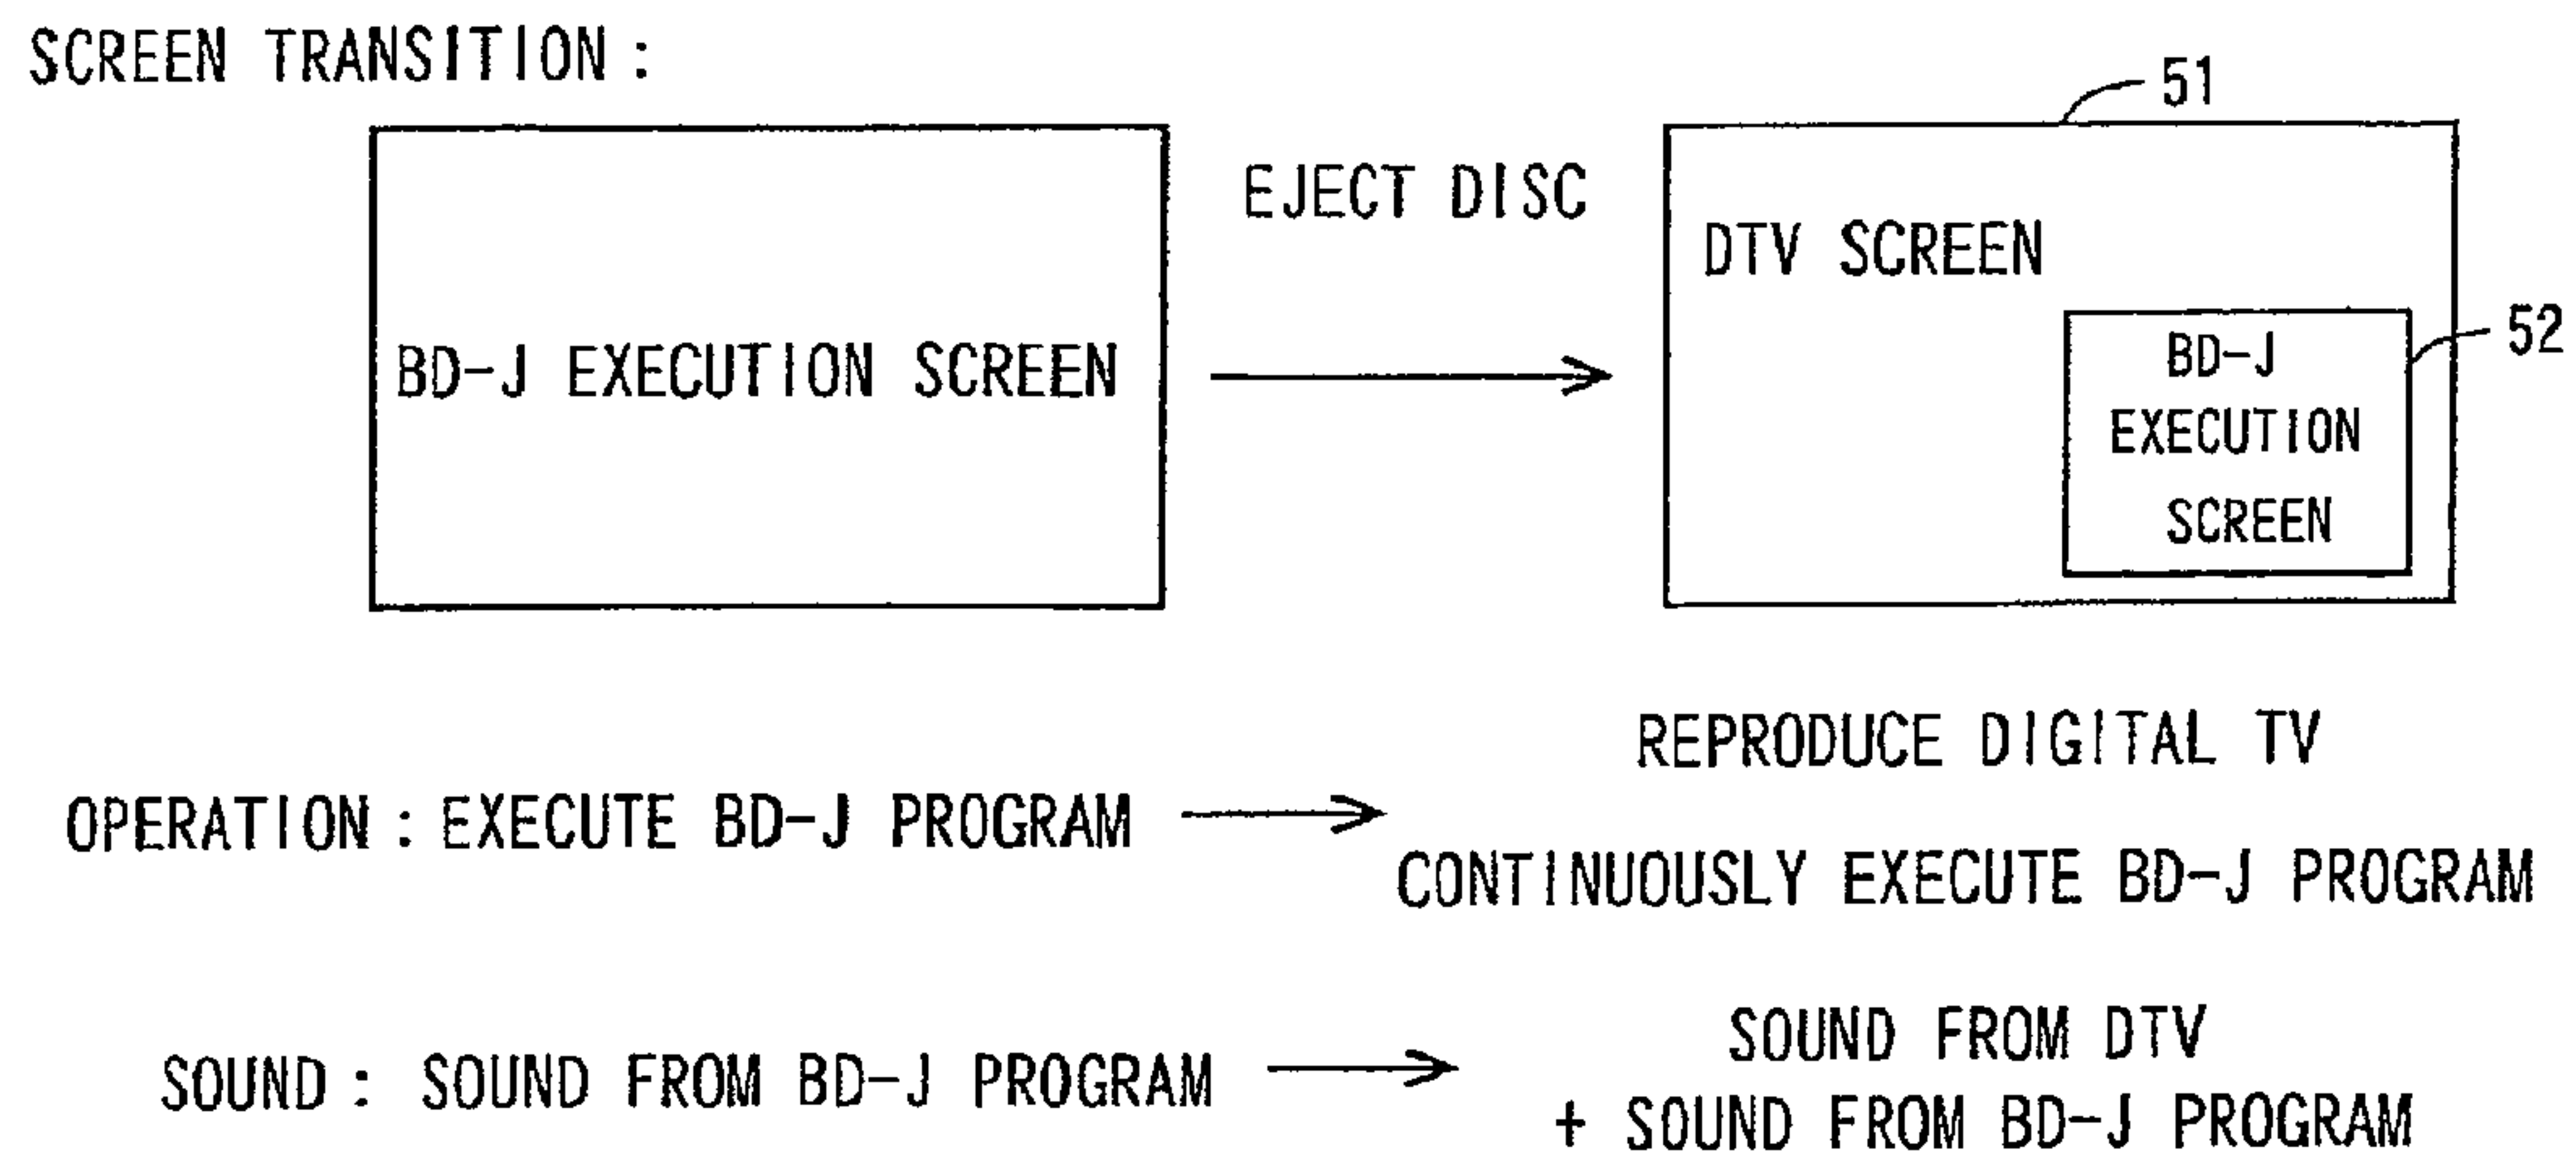 SCREEN TRANSITION :
51
EJECT DISC
DTV SCREEN
BD-J EXECUTION SCREEN
52
BD-J
EXECUTION
SCREEN
REPRODUCE DIGITAL TV
OPERATION : EXECUTE BD-J PROGRAM
CONTINUOUSLY EXECUTE BD-J PROGRAM
SOUND FROM DTV
SOUND : SOUND FROM BD-J PROGRAM
+ SOUND FROM BD-J PROGRAM